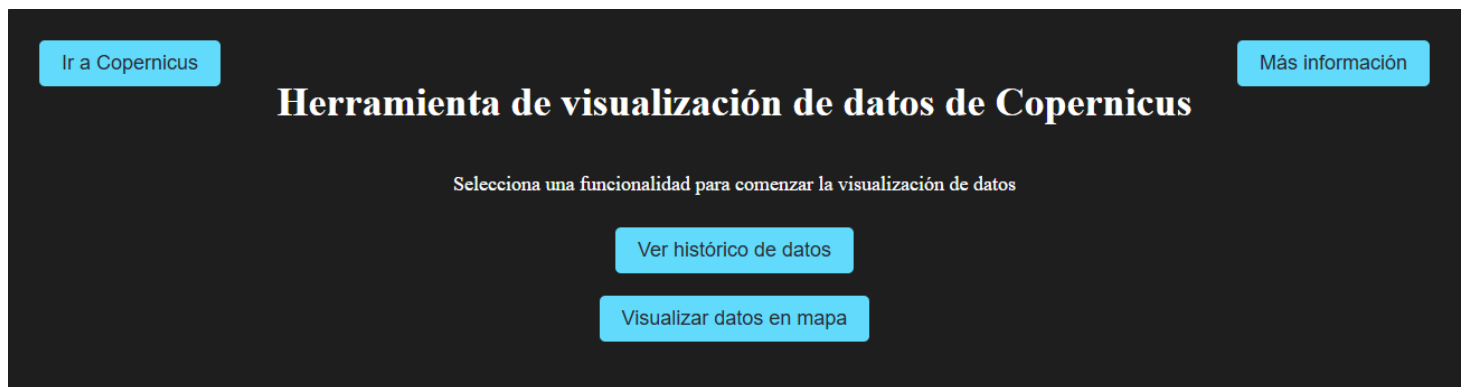 Ir a Copernicus
Más información
Herramienta de visualización de datos de Copernicus
Selecciona una funcionalidad para comenzar la visualización de datos
Ver histórico de datos
Visualizar datos en mapa